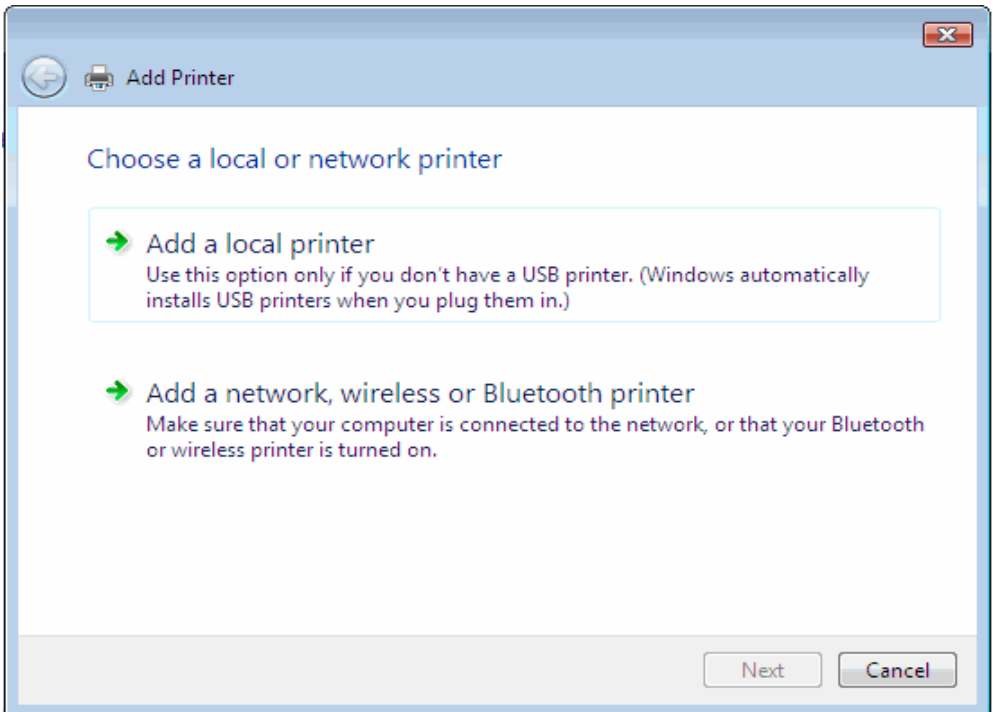 Add Printer
Choose a local or network printer
Add a local printer
Use this option only if you don't have a USB printer. (Windows automatically
installs USB printers when you plug them in.)
Add a network, wireless or Bluetooth printer
Make sure that your computer is connected to the network, or that your Bluetooth
or wireless printer is turned on.
Next
Cancel